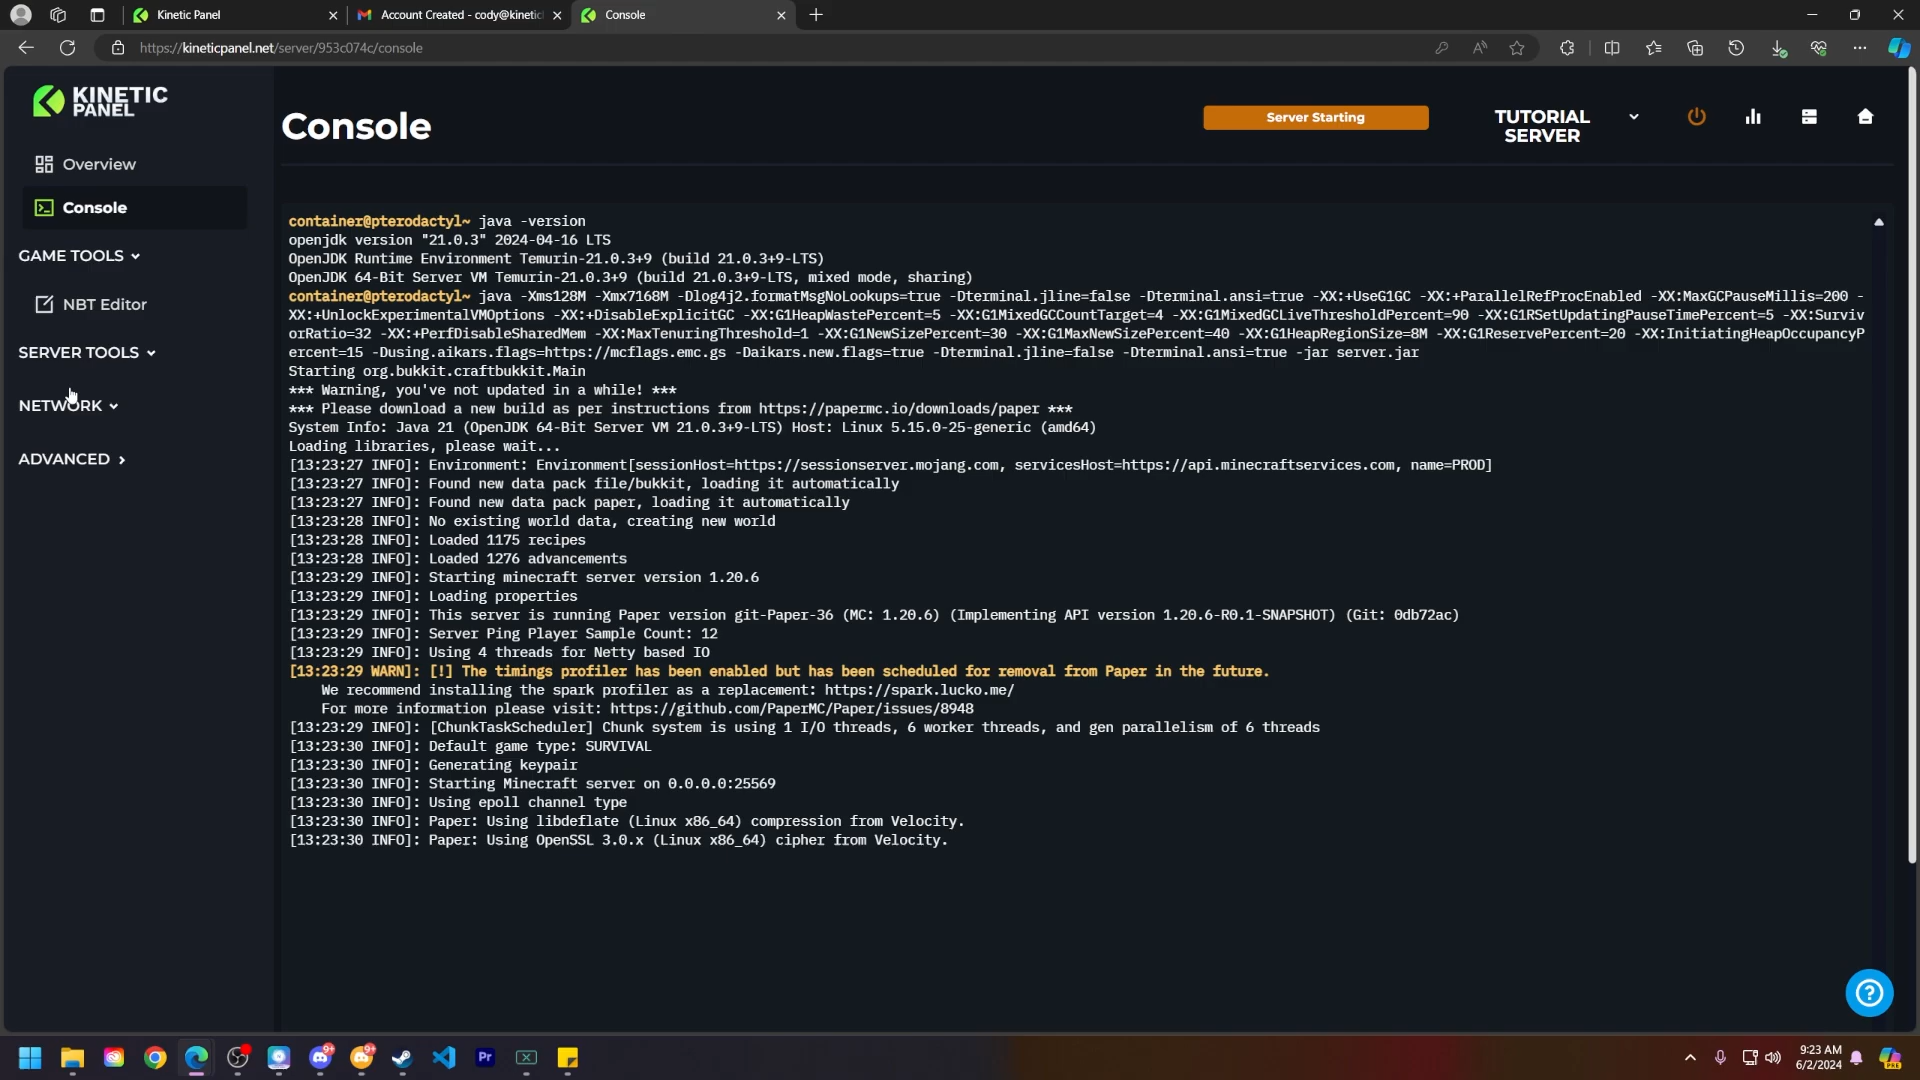 Kinetic Panel
Account Created - cody@kinetic
Console
https://kineticpanel.net/server/953c074c/console
KINETIC
PANEL
Console
Server Starting
TUTORIAL
SERVER
Overview
Console
GAME TOOLS
NBT Editor
SERVER TOOLS
NETWORK
ADVANCED
container@pterodactyl~ java -version
openjdk version "21.0.3" 2024-04-16 LTS
OpenJDK Runtime Environment Temurin-21.0.3+9 (build 21.0.3+9-LTS)
OpenJDK 64-Bit Server VM Temurin-21.0.3+9 (build 21.0.3+9-LTS, mixed mode, sharing)
container@pterodactyl~ java -Xms128M -Xmx7168M -Dlog4j2.formatMsgNoLookups=true -Dterminal.jline=false -Dterminal.ansi=true -XX:+UseG1GC -XX:+ParallelRefProcEnabled -XX:MaxGCPauseMillis=200 -
XX:+UnlockExperimentalVMOptions -XX:+DisableExplicitGC -XX:G1HeapWastePercent=5 -XX:G1MixedGCCountTarget=4 -XX:G1MixedGCLiveThresholdPercent=90 -XX:G1RSetUpdatingPauseTimePercent=5 -XX:Surviv
orRatio=32 -XX:+PerfDisableSharedMem -XX:MaxTenuringThreshold=1 -XX:G1NewSizePercent=30 -XX:G1MaxNewSizePercent=40 -XX:G1HeapRegionSize=8M -XX:G1ReservePercent=20 -XX:InitiatingHeapOccupancyP
ercent=15 -Dusing.aikars.flags=https://mcflags.emc.gs -Daikars.new.flags=true -Dterminal.jline=false -Dterminal.ansi=true -jar server.jar
Starting org.bukkit.craftbukkit.Main
*** Warning, you've not updated in a while! ***
*** Please download a new build as per instructions from https://papermc.io/downloads/paper ***
System Info: Java 21 (OpenJDK 64-Bit Server VM 21.0.3+9-LTS) Host: Linux 5.15.0-25-generic (amd64)
Loading libraries, please wait...
[13:23:27 INFO]: Environment: Environment[sessionHost=https://sessionserver.mojang.com, servicesHost=https://api.minecraftservices.com, name=PROD]
[13:23:27 INFO]: Found new data pack file/bukkit, loading it automatically
[13:23:27 INFO]: Found new data pack paper, loading it automatically
[13:23:28 INFO]: No existing world data, creating new world
[13:23:28 INFO]: Loaded 1175 recipes
[13:23:28 INFO]: Loaded 1276 advancements
[13:23:29 INFO]: Starting minecraft server version 1.20.6
[13:23:29 INFO]: Loading properties
[13:23:29 INFO]: This server is running Paper version git-Paper-36 (MC: 1.20.6) (Implementing API version 1.20.6-R0.1-SNAPSHOT) (Git: 0db72ac)
[13:23:29 INFO]: Server Ping Player Sample Count: 12
[13:23:29 INFO]: Using 4 threads for Netty based IO
[13:23:29 WARN]: [!] The timings profiler has been enabled but has been scheduled for removal from Paper in the future.
We recommend installing the spark profiler as a replacement: https://spark.lucko.me/
For more information please visit: https://github.com/PaperMC/Paper/issues/8948
[13:23:29 INFO]: [ChunkTaskScheduler] Chunk system is using 1 I/O threads, 6 worker threads, and gen parallelism of 6 threads
[13:23:30 INFO]: Default game type: SURVIVAL
[13:23:30 INFO]: Generating keypair
[13:23:30 INFO]: Starting Minecraft server on 0.0.0.0:25569
[13:23:30 INFO]: Using epoll channel type
[13:23:30 INFO]: Paper: Using libdeflate (Linux x86_64) compression from Velocity.
[13:23:30 INFO]: Paper: Using OpenSSL 3.0.x (Linux x86_64) cipher from Velocity.
9+
9+
Pr
9:23 AM
6/2/2024
PRE